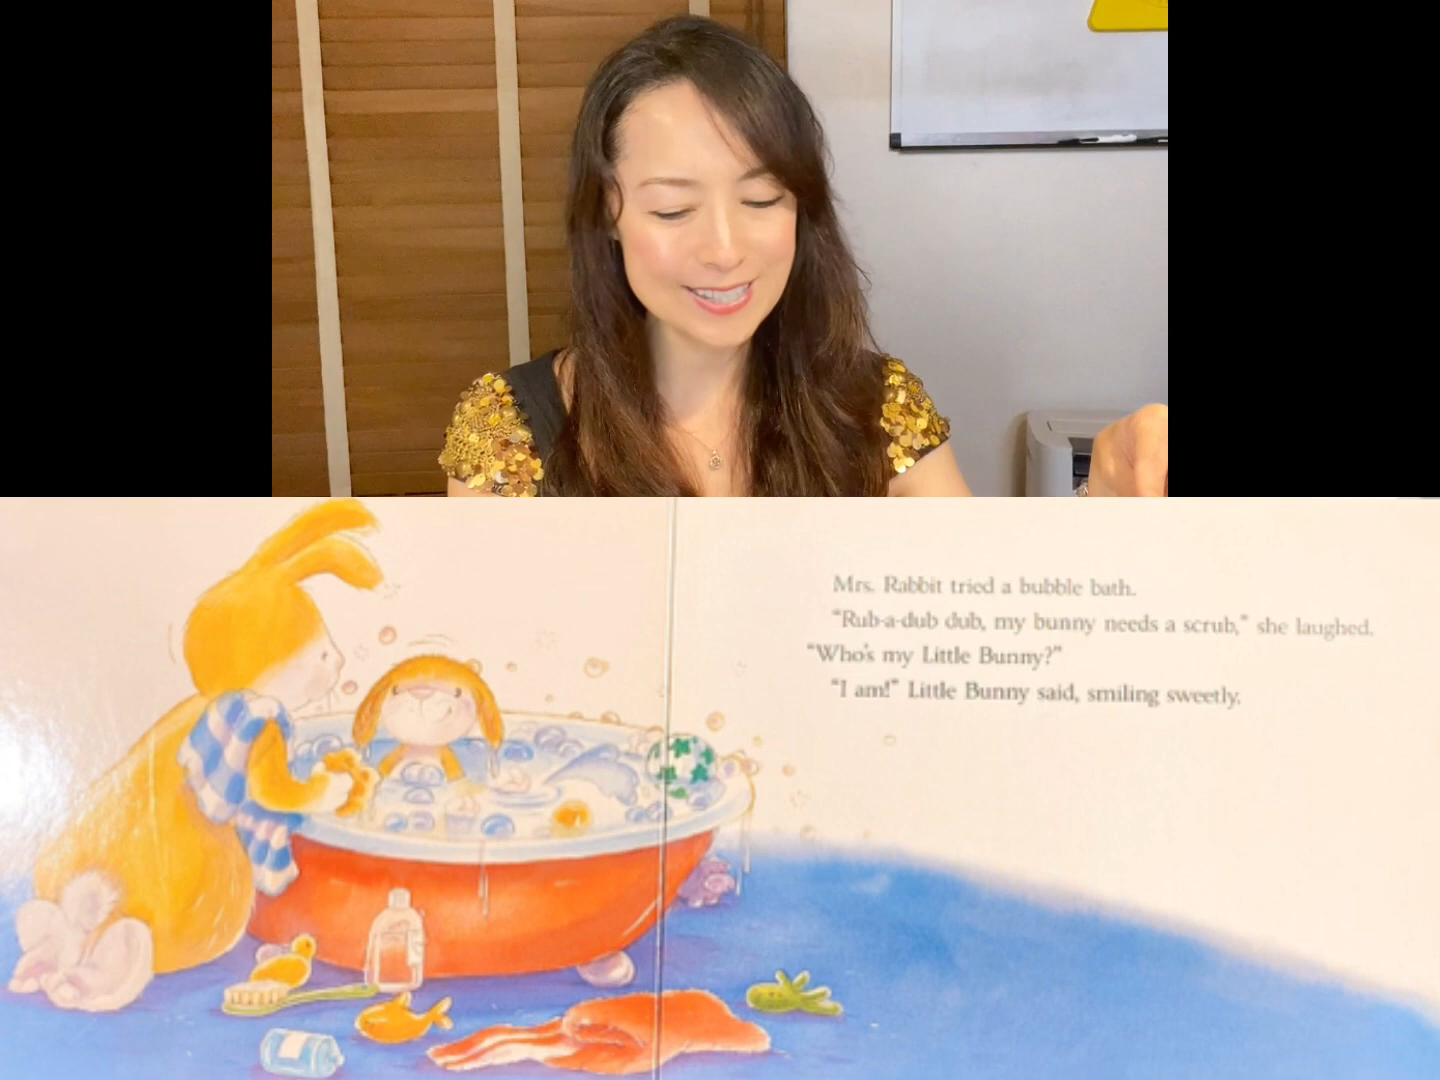 Mrs. Rabbit tried a bubble bath.
"Rub-a-dub dub, my bunny needs a scrub," she laughed.
"Who's my Little Bunny?"
"I am!" Little Bunny said, smiling sweetly.